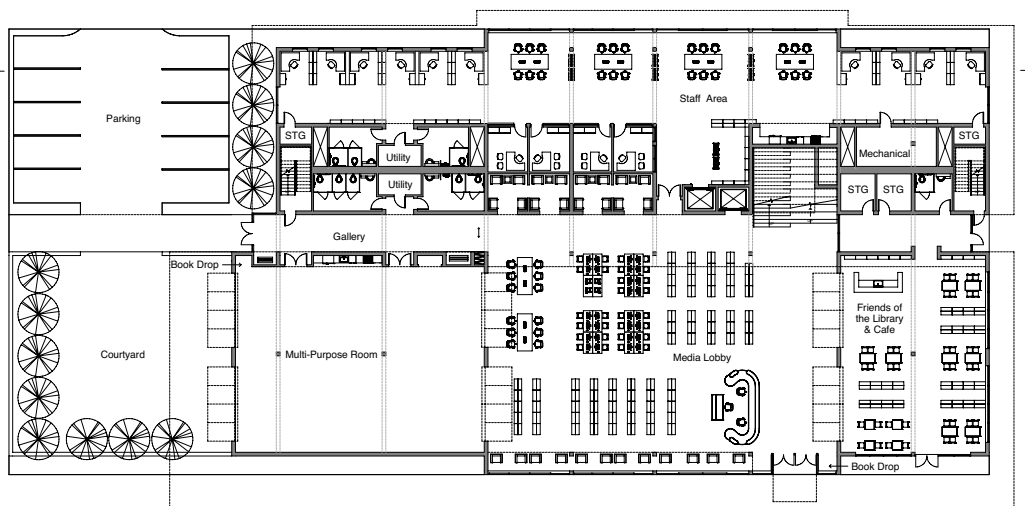 Staff Area
Parking
STG
Utility
Mechanical
STG
Utility
STG
STG
Gallery
Book Drop
Friends of
the Library
& Cafe
Courtyard
Multi-Purpose Room
Media Lobby
Book Drop